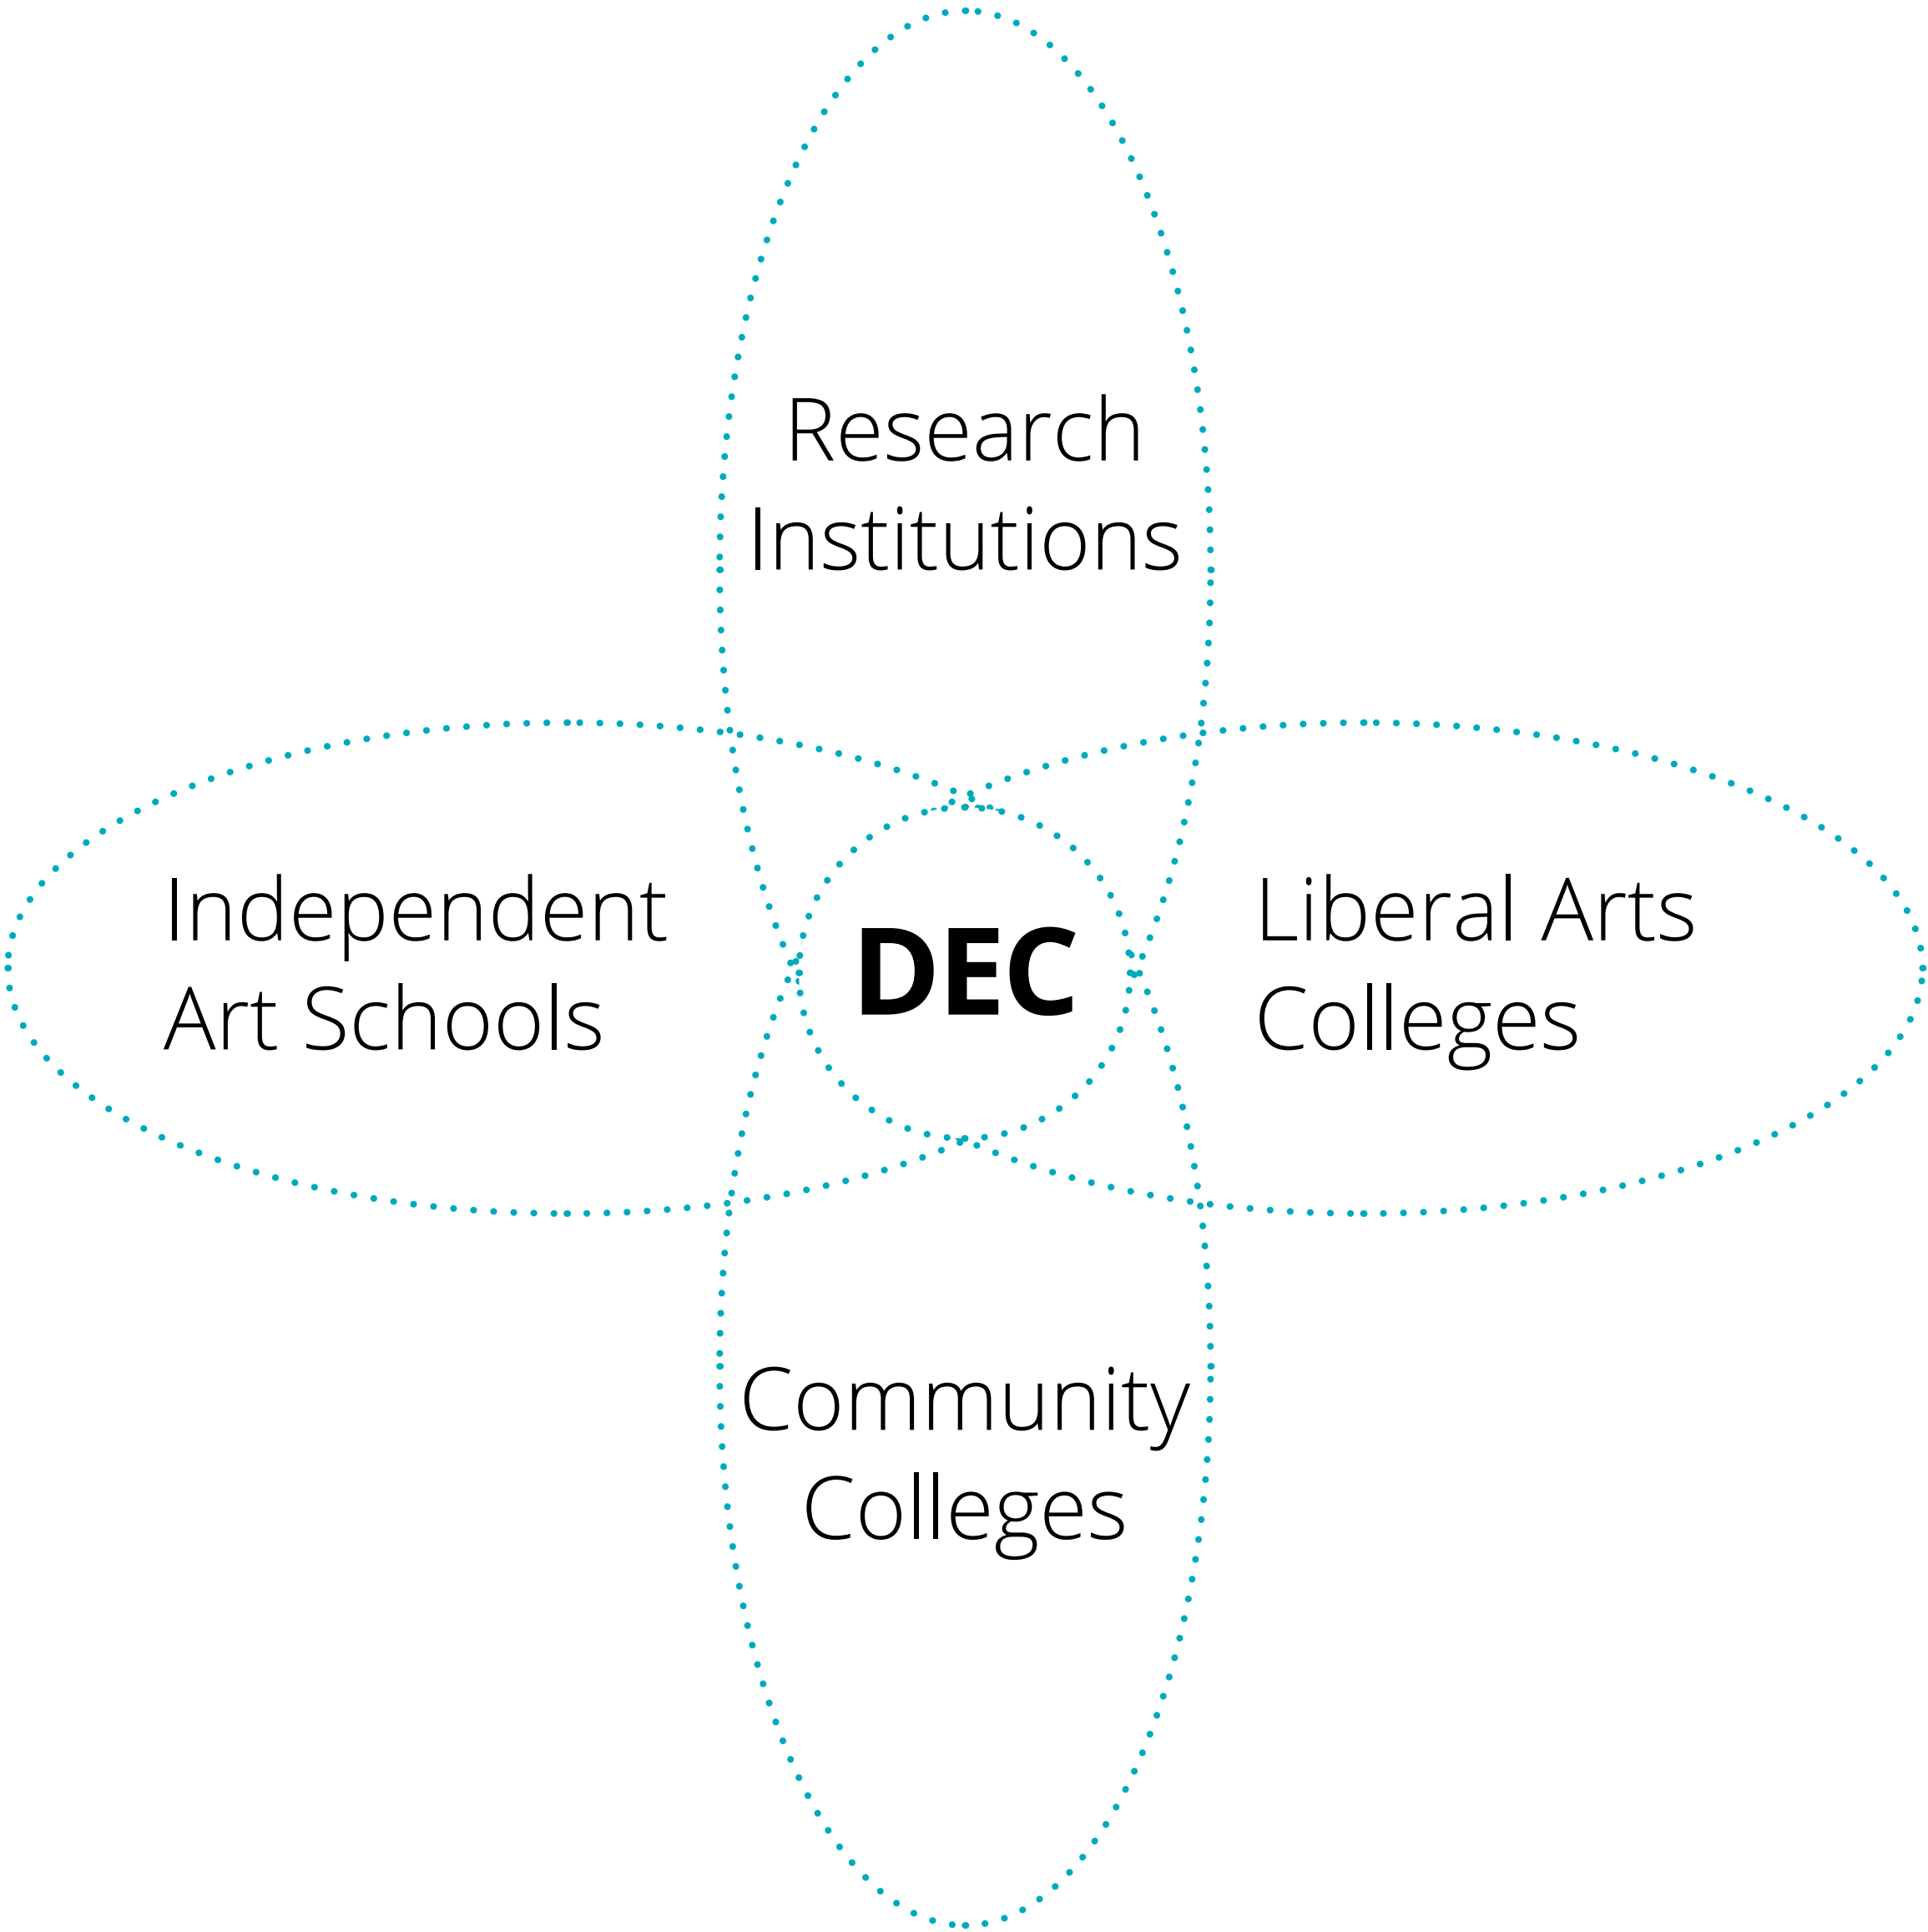 Research
Institutions
Independent
Art Schools
DEC
Liberal Arts
Colleges
Community
Colleges